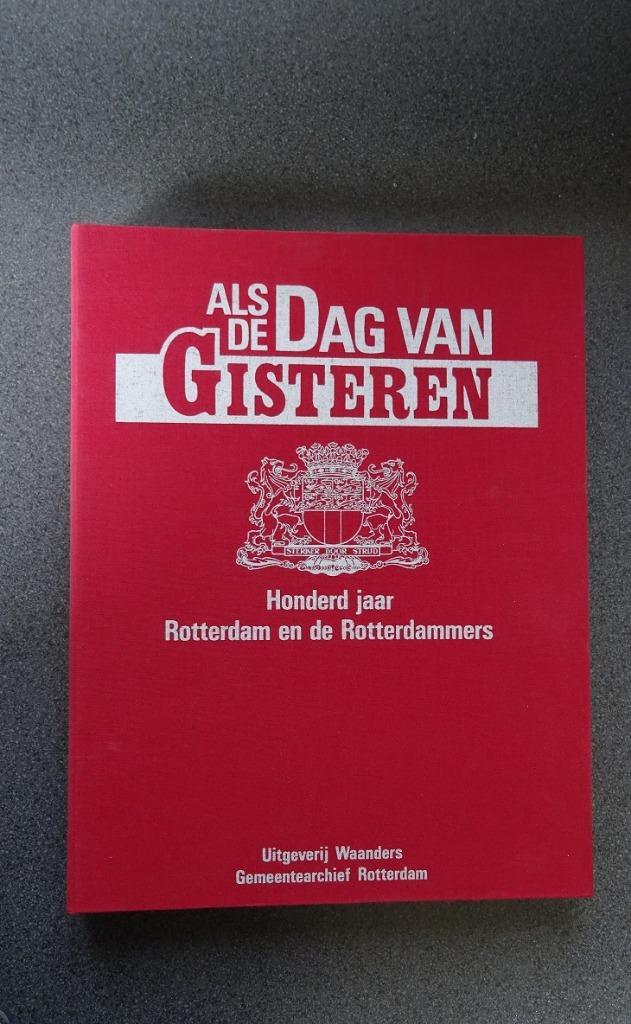 ALS DE DAG VAN
GISTEREN
STERKER DOOR STRIJD
Honderd jaar
Rotterdam en de Rotterdammers
Uitgeverij Waanders
Gemeentearchief Rotterdam